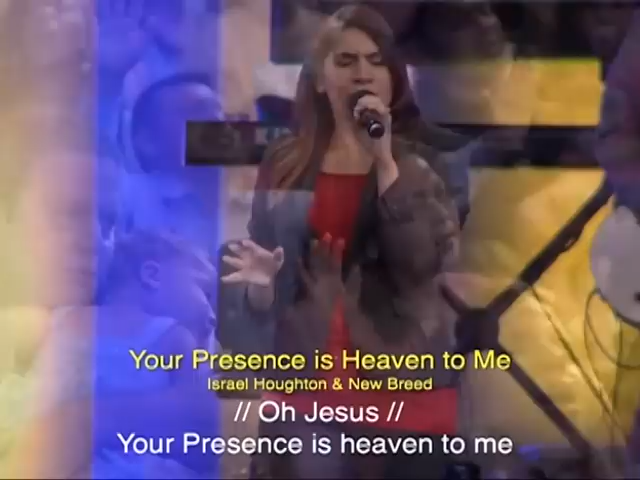 Your Presence is Heaven to Me
Israel Houghton & New Breed
// Oh Jesus //
Your Presence is heaven to me